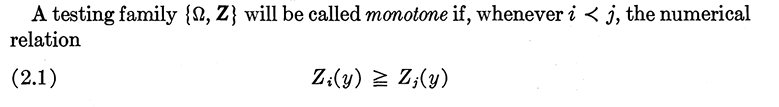 A testing family {Ω, Z} will be called monotone if, whenever i ≺ j, the numerical
relation
(2.1) Z_i(y) ≧ Z_j(y)